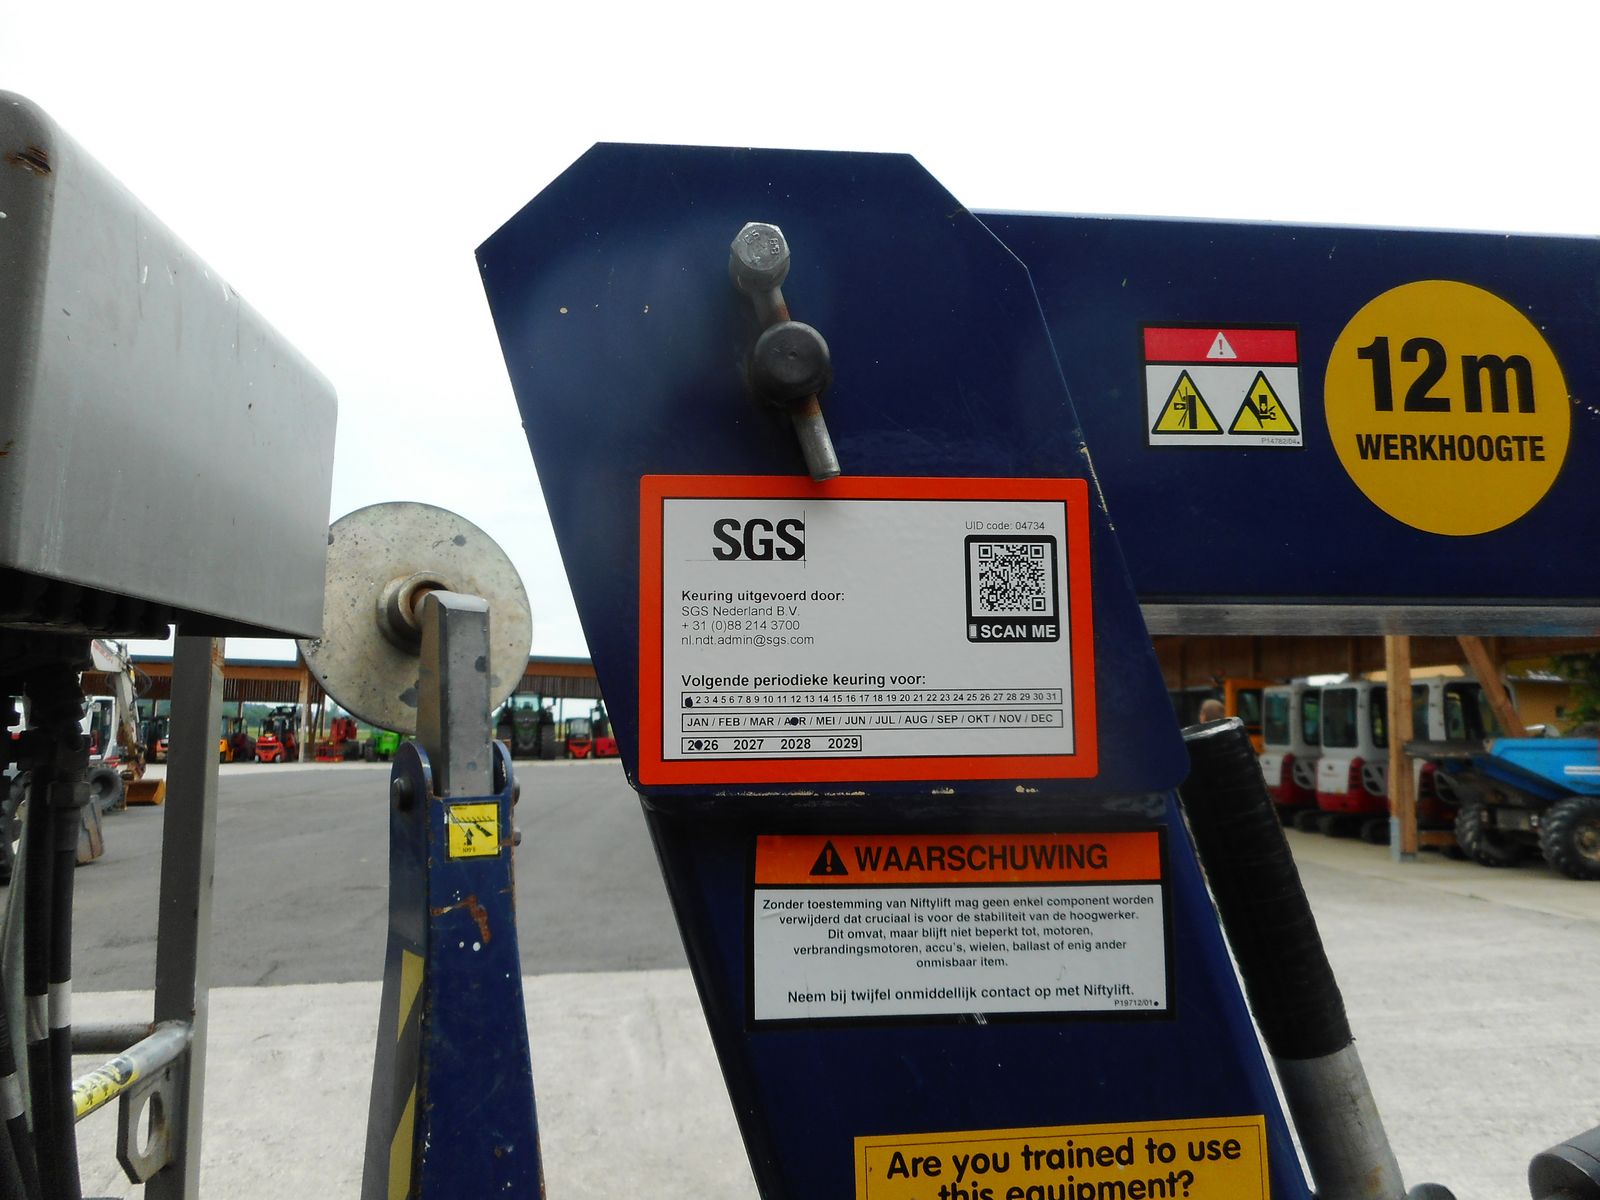 12 m
WERKHOOGTE
P14782/04
SGS
UID code: 04734
SCAN ME
Keuring uitgevoerd door:
SGS Nederland B.V.
+ 31 (0)88 214 3700
nl.ndt.admin@sgs.com
Volgende periodieke keuring voor:
2 3 4 5 6 7 8 9 10 11 12 13 14 15 16 17 18 19 20 21 22 23 24 25 26 27 28 29 30 31
JAN / FEB / MAR / APR / MEI / JUN / JUL / AUG / SEP / OKT / NOV / DEC
2026 2027 2028 2029
WAARSCHUWING
Zonder toestemming van Niftylift mag geen enkel component worden
verwijderd dat cruciaal is voor de stabiliteit van de hoogwerker.
Dit omvat, maar blijft niet beperkt tot, motoren,
verbrandingsmotoren, accu's, wielen, ballast of enig ander
onmisbaar item.
Neem bij twijfel onmiddellijk contact op met Niftylift.
P19712/01
Are you trained to use
this equipment?